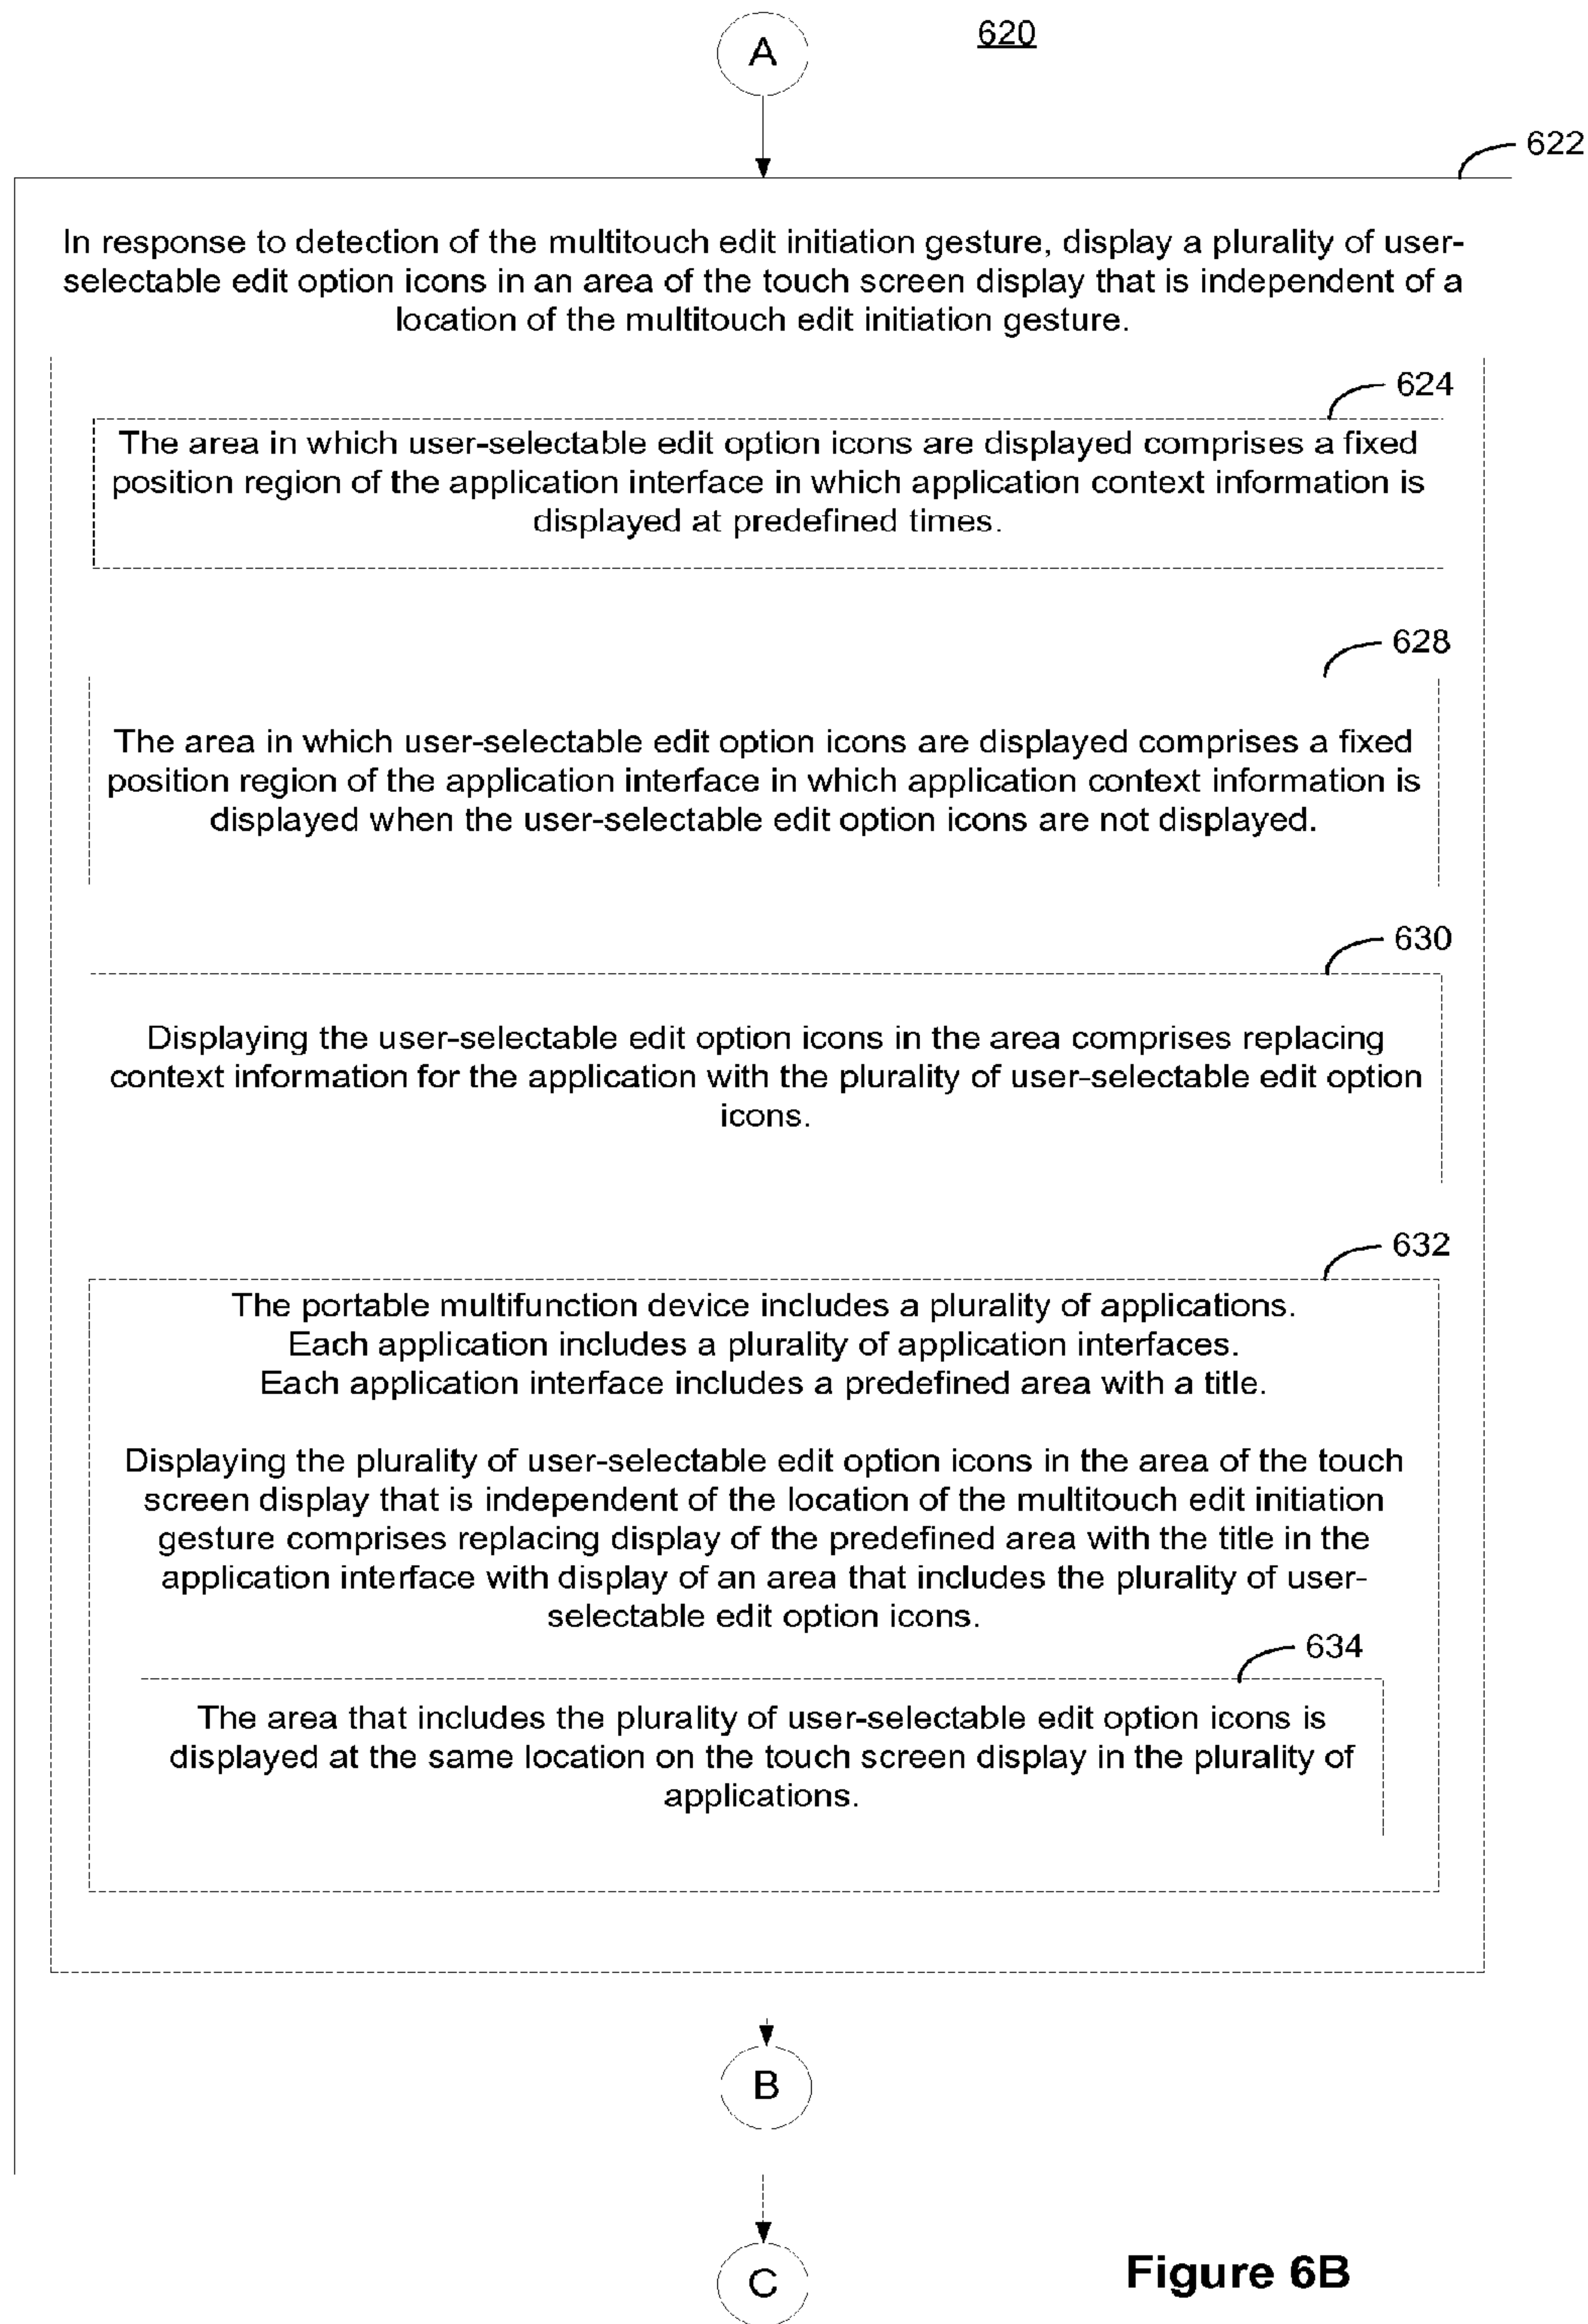 A
620
622
In response to detection of the multitouch edit initiation gesture, display a plurality of user-
selectable edit option icons in an area of the touch screen display that is independent of a
location of the multitouch edit initiation gesture.
624
The area in which user-selectable edit option icons are displayed comprises a fixed
position region of the application interface in which application context information is
displayed at predefined times.
628
The area in which user-selectable edit option icons are displayed comprises a fixed
position region of the application interface in which application context information is
displayed when the user-selectable edit option icons are not displayed.
630
Displaying the user-selectable edit option icons in the area comprises replacing
context information for the application with the plurality of user-selectable edit option
icons.
632
The portable multifunction device includes a plurality of applications.
Each application includes a plurality of application interfaces.
Each application interface includes a predefined area with a title.
Displaying the plurality of user-selectable edit option icons in the area of the touch
screen display that is independent of the location of the multitouch edit initiation
gesture comprises replacing display of the predefined area with the title in the
application interface with display of an area that includes the plurality of user-
selectable edit option icons.
634
The area that includes the plurality of user-selectable edit option icons is
displayed at the same location on the touch screen display in the plurality of
applications.
B
C
Figure 6B